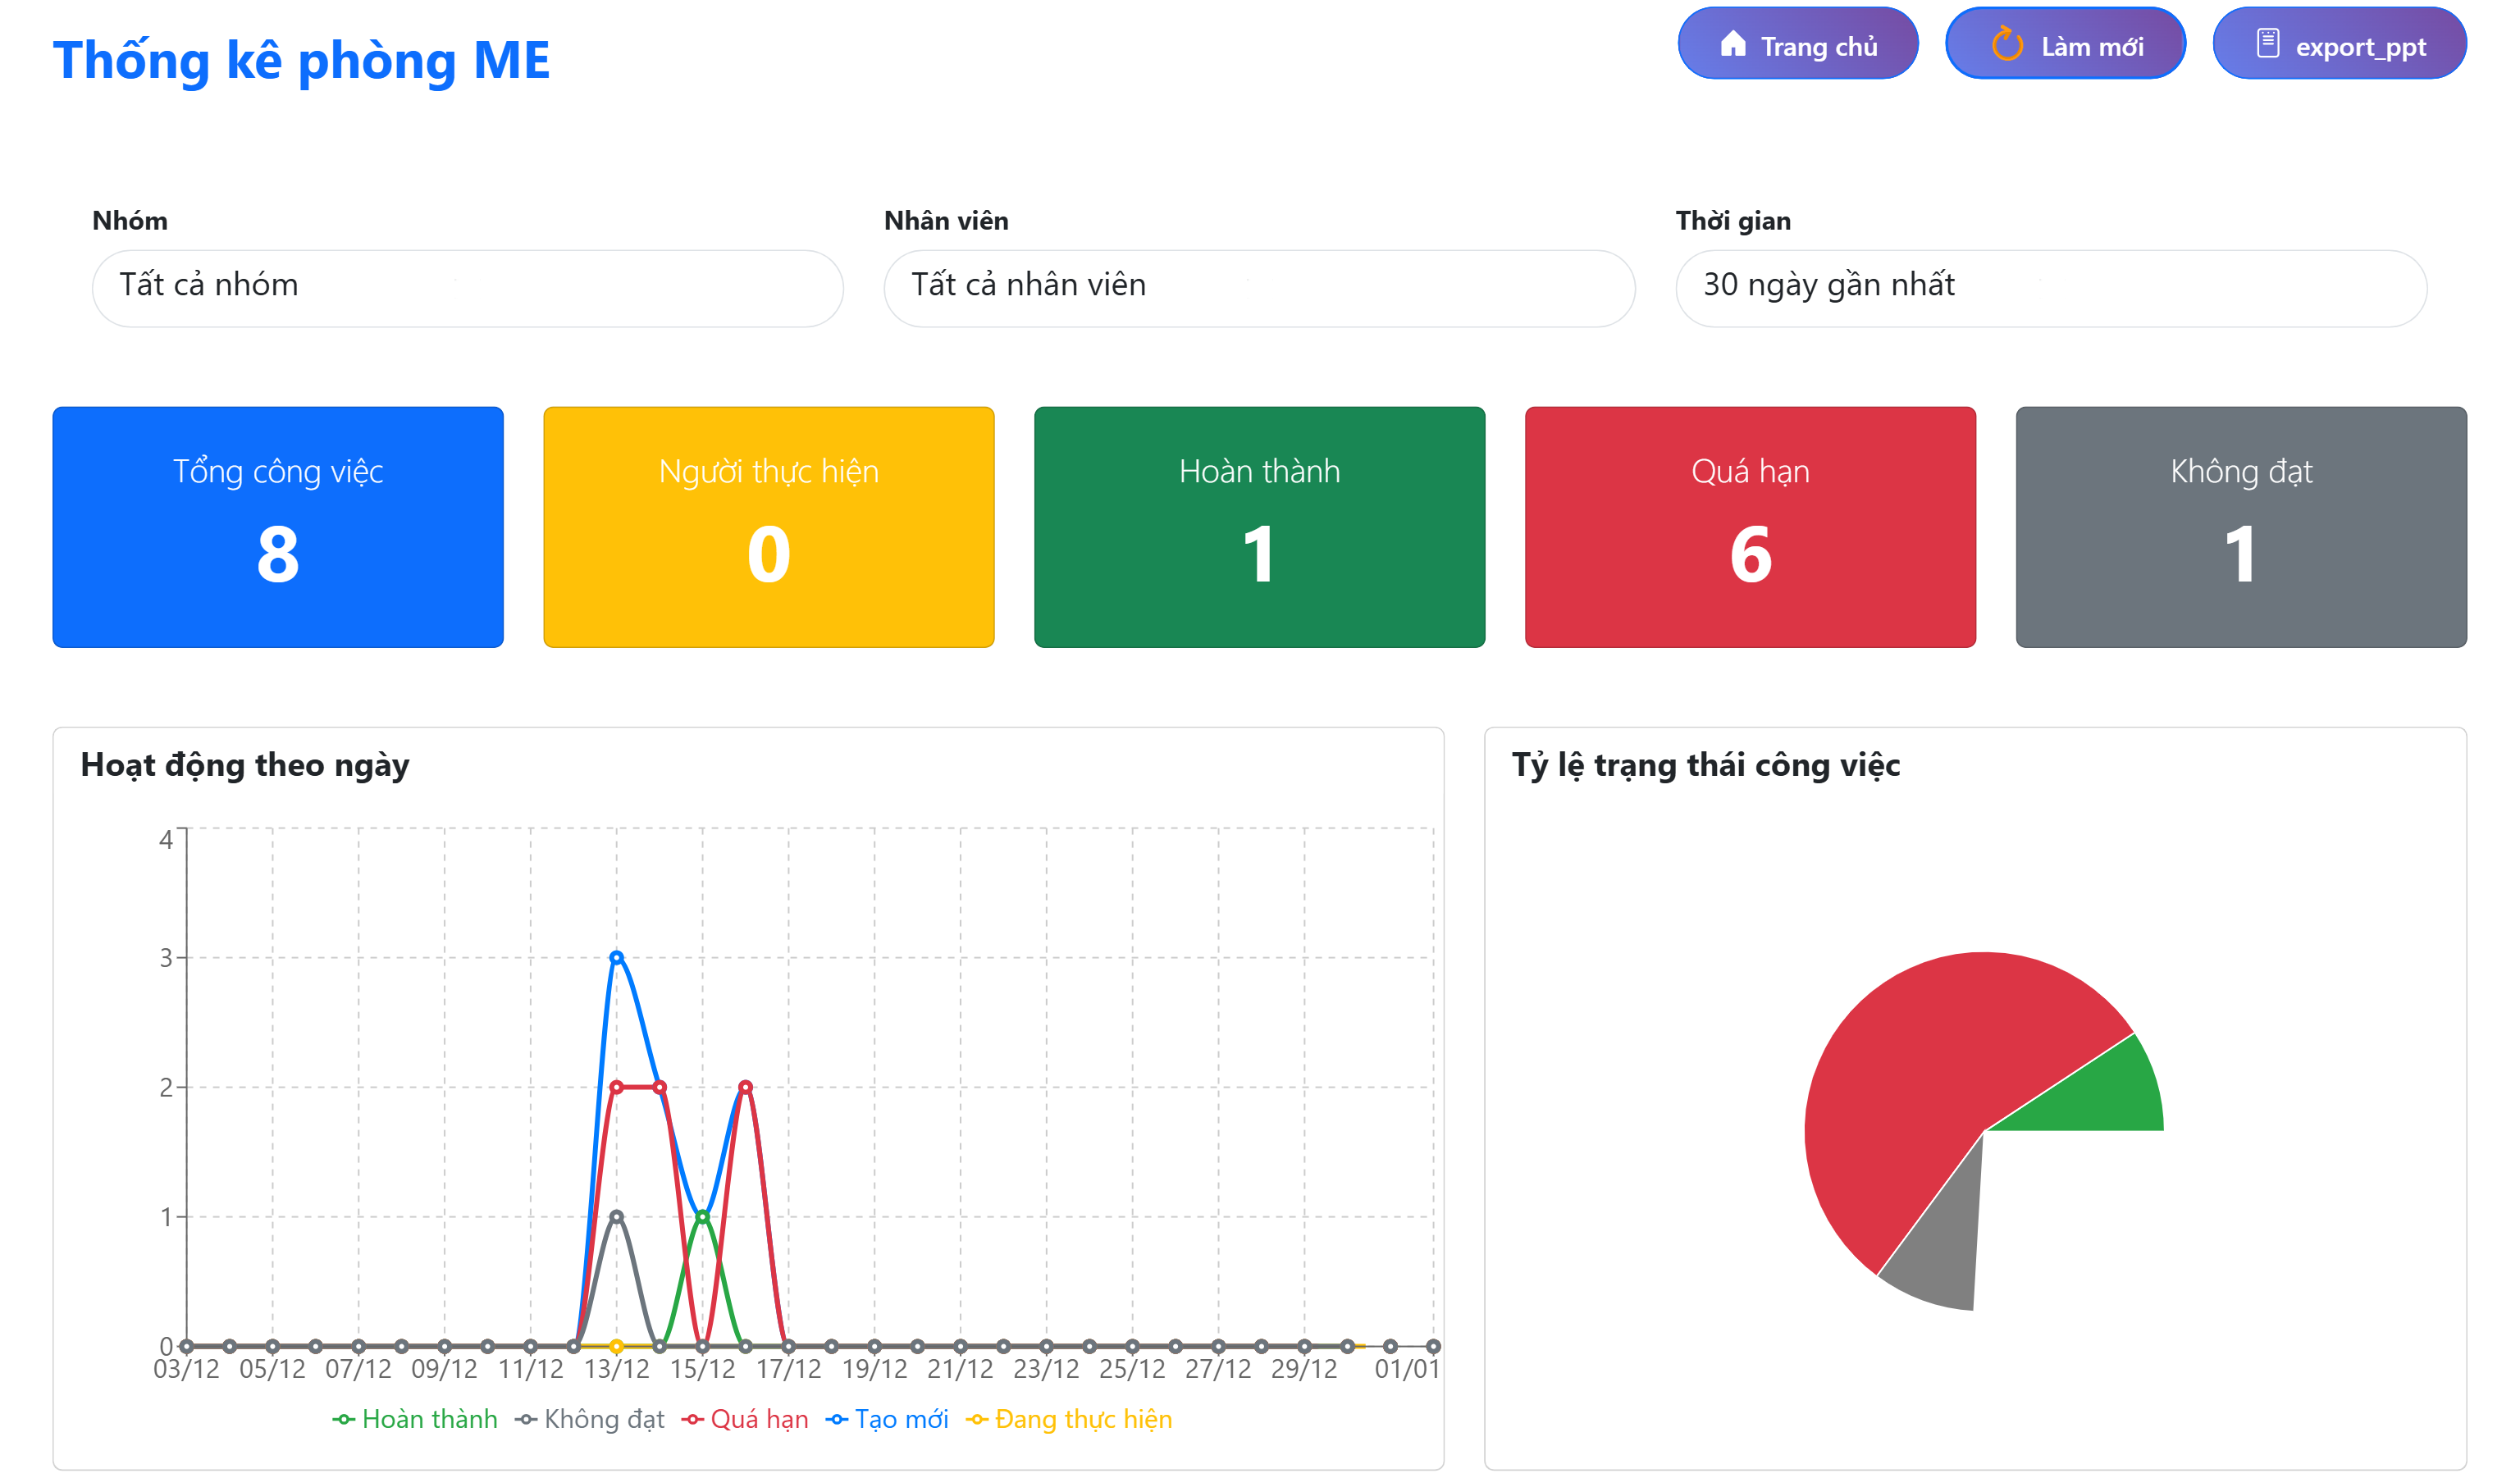 Thống kê phòng ME
Trang chủ
Làm mới
export_ppt
Nhóm
Nhân viên
Thời gian
Tất cả nhóm
Tất cả nhân viên
30 ngày gần nhất
Tổng công việc
8
Người thực hiện
0
Hoàn thành
1
Quá hạn
6
Không đạt
1
Hoạt động theo ngày
4
3
2
1
0
03/12 05/12 07/12 09/12 11/12 13/12 15/12 17/12 19/12 21/12 23/12 25/12 27/12 29/12 01/01
Hoàn thành Không đạt Quá hạn Tạo mới Đang thực hiện
Tỷ lệ trạng thái công việc